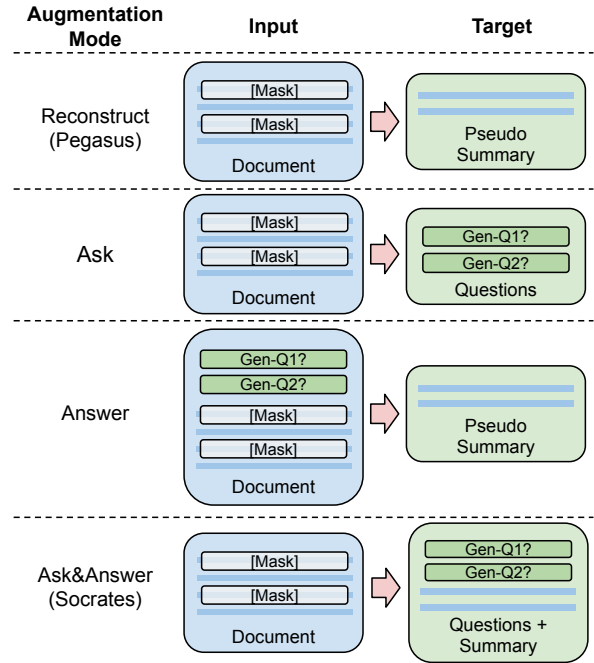 Augmentation
Mode
Input
Target
Reconstruct
(Pegasus)
[Mask]
[Mask]
Document
Pseudo
Summary
Ask
[Mask]
[Mask]
Document
Gen-Q1?
Gen-Q2?
Questions
Answer
Gen-Q1?
Gen-Q2?
[Mask]
[Mask]
Document
Pseudo
Summary
Ask&Answer
(Socrates)
[Mask]
[Mask]
Document
Gen-Q1?
Gen-Q2?
Questions +
Summary